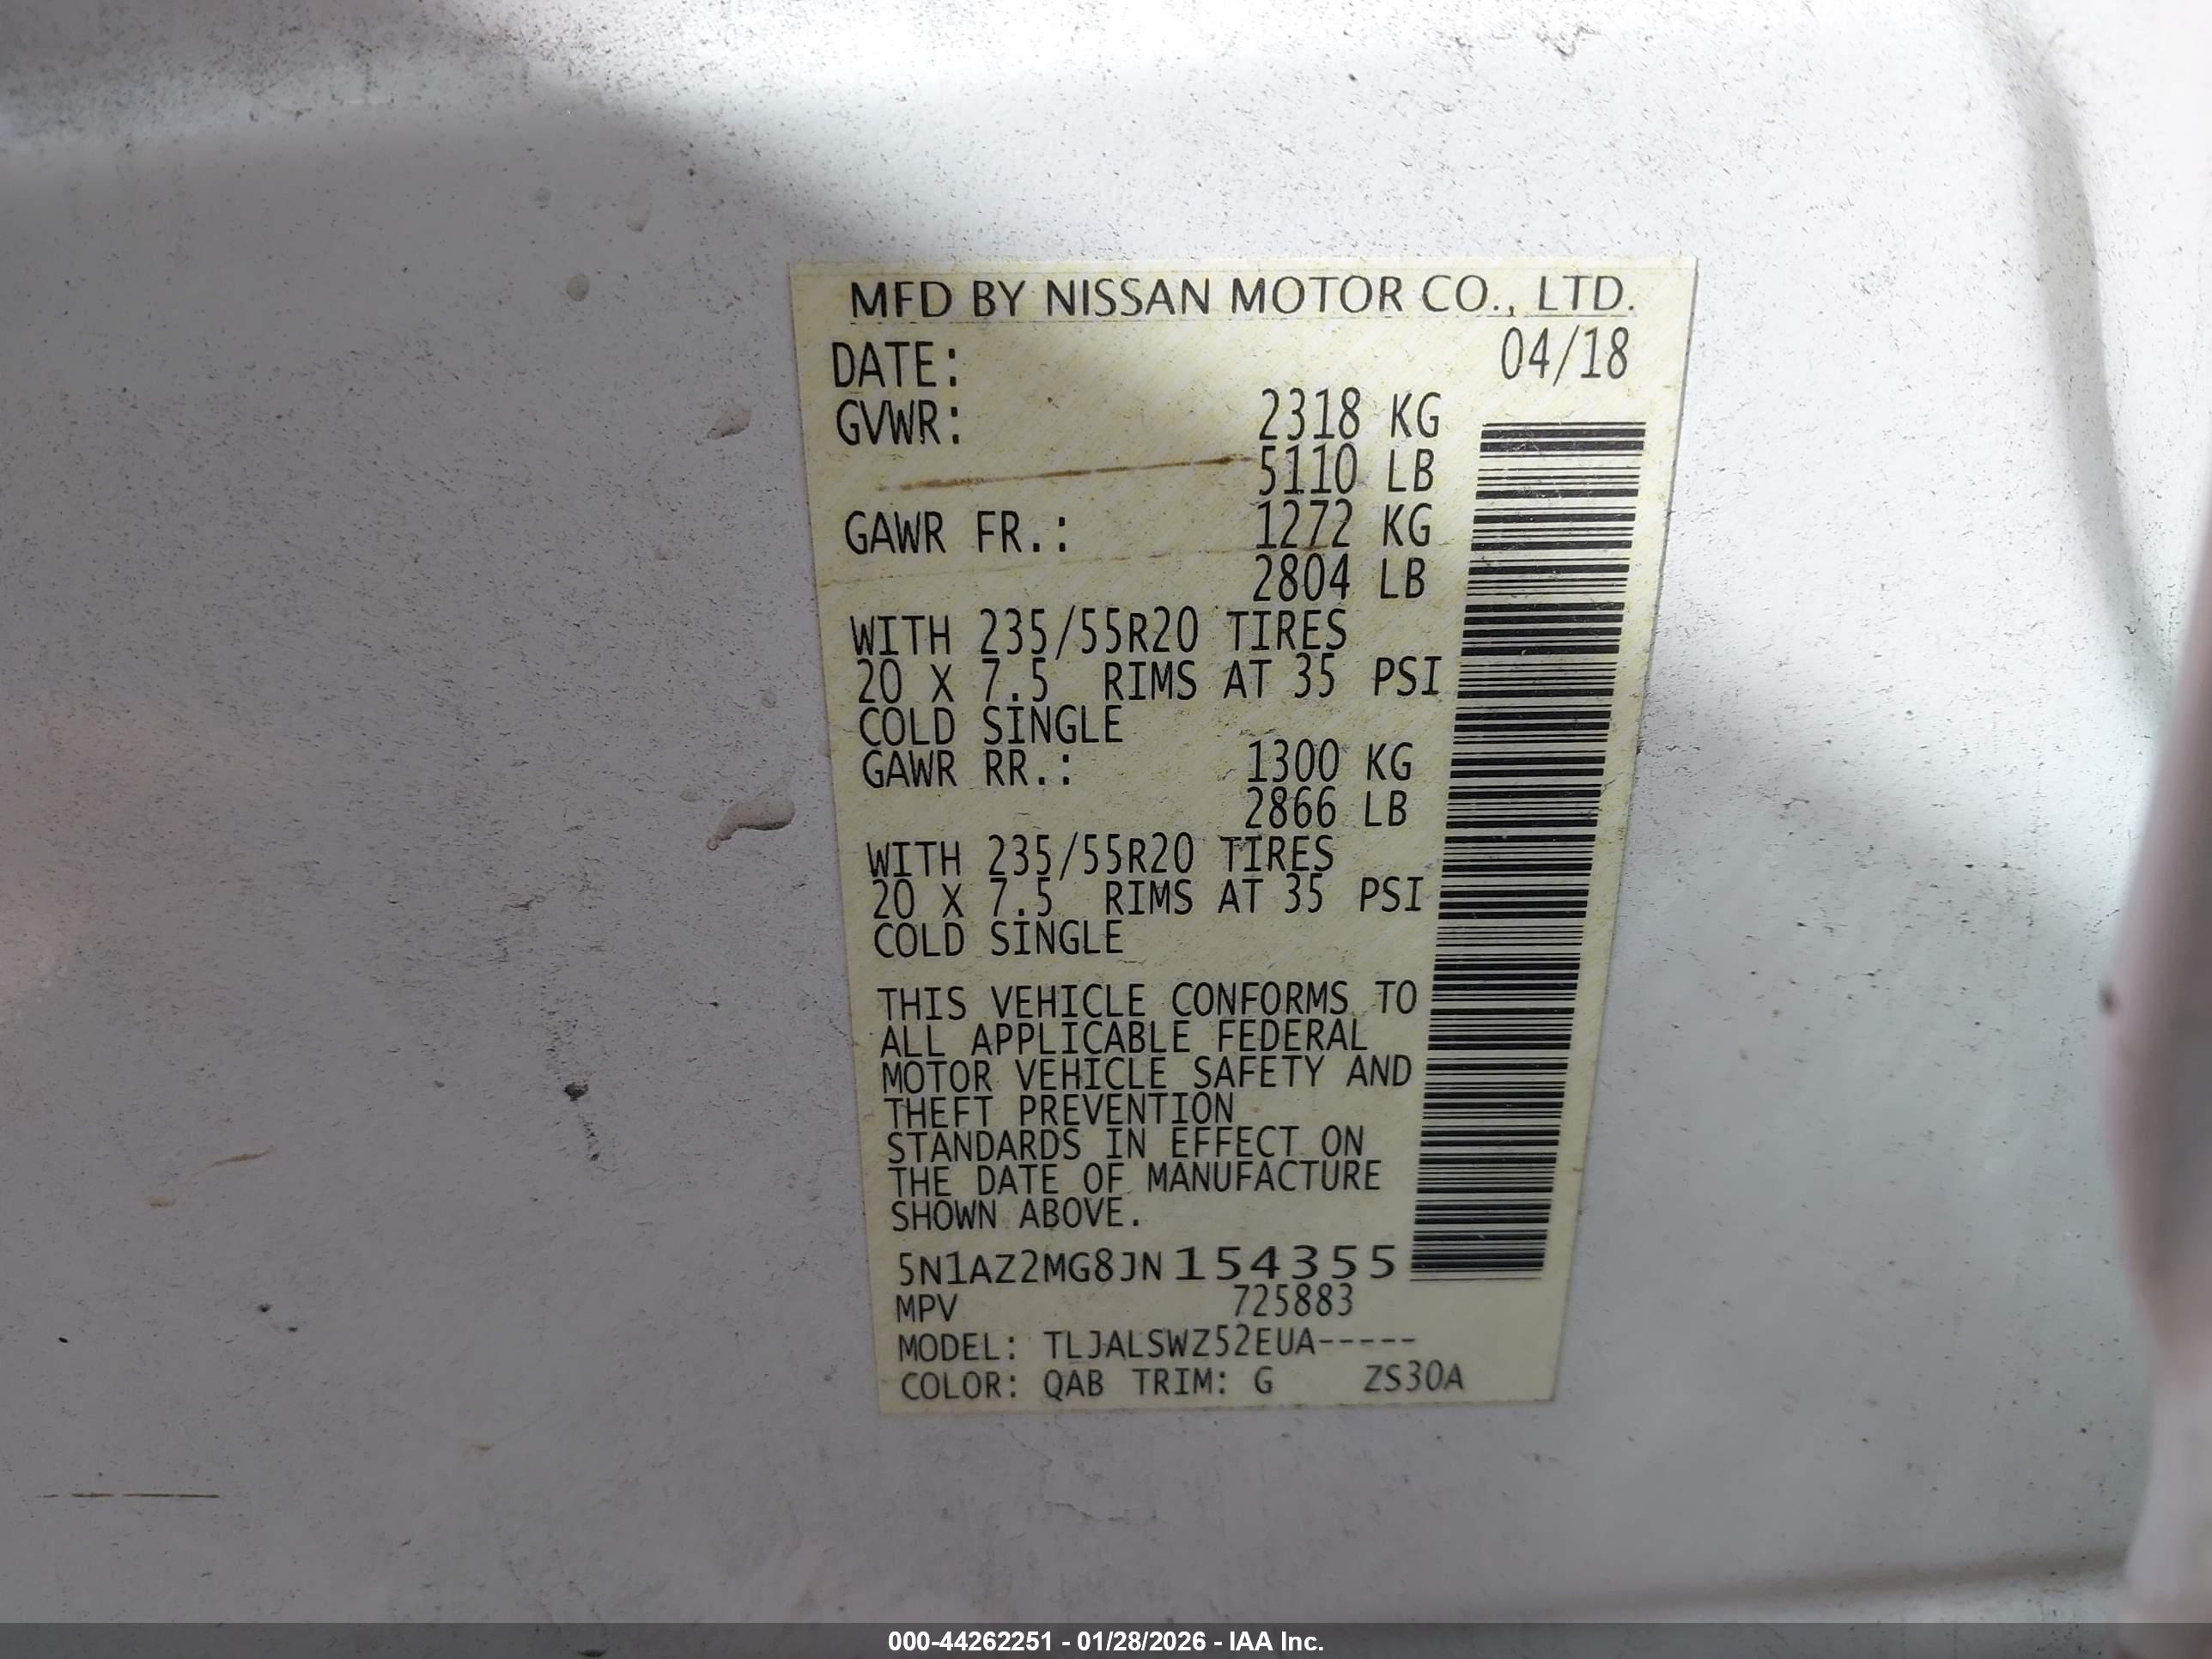 MFD BY NISSAN MOTOR CO., LTD.
DATE: 04/18
GVWR: 2318 KG
5110 LB
GAWR FR.: 1272 KG
2804 LB
WITH 235/55R20 TIRES
20 X 7.5 RIMS AT 35 PSI
COLD SINGLE
GAWR RR.: 1300 KG
2866 LB
WITH 235/55R20 TIRES
20 X 7.5 RIMS AT 35 PSI
COLD SINGLE
THIS VEHICLE CONFORMS TO
ALL APPLICABLE FEDERAL
MOTOR VEHICLE SAFETY AND
THEFT PREVENTION
STANDARDS IN EFFECT ON
THE DATE OF MANUFACTURE
SHOWN ABOVE.
5N1AZ2MG8JN154355
MPV 725883
MODEL: TLJALSWZ52EUA-----
COLOR: QAB TRIM: G ZS30A
000-44262251 - 01/28/2026 - IAA Inc.